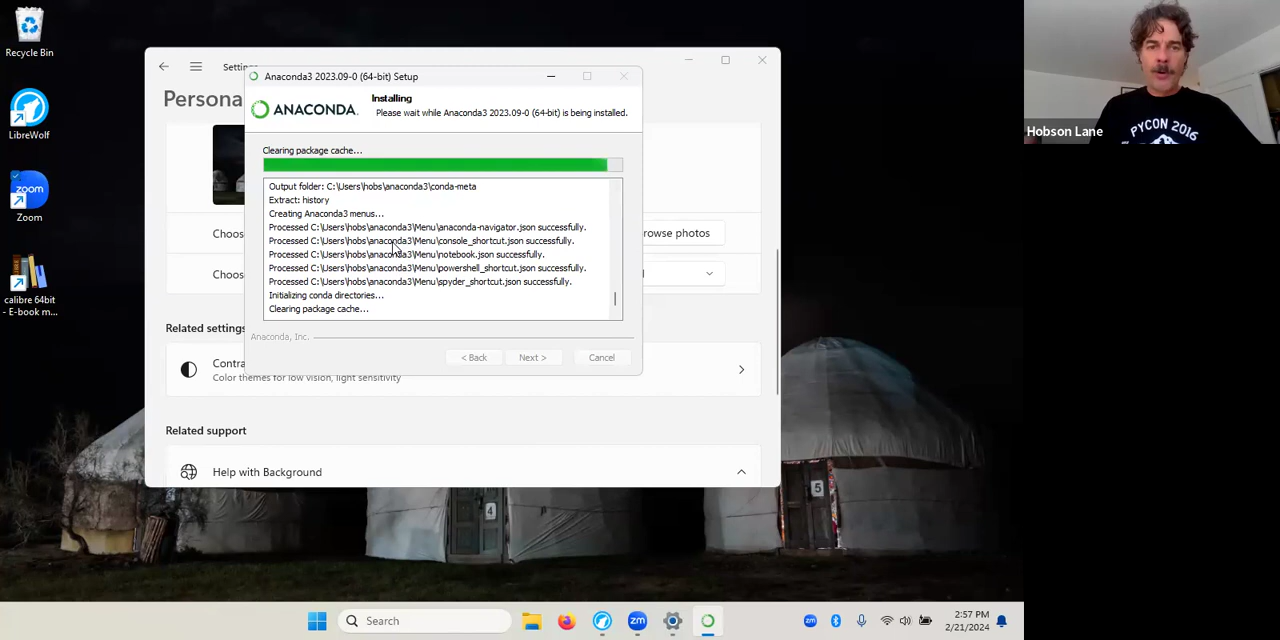 Recycle Bin
LibreWolf
zoom
Zoom
calibre 64bit
- E-book m...
Settin
Persona
Choos
rowse photos
Choos
Related settings
Contra
Color themes for low vision, light sensitivity
Related support
Help with Background
Anaconda3 2023.09-0 (64-bit) Setup
ANACONDA.
Installing
Please wait while Anaconda3 2023.09-0 (64-bit) is being installed.
Clearing package cache...
Output folder: C:\Users\hobs\anaconda3\conda-meta
Extract: history
Creating Anaconda3 menus...
Processed C:\Users\hobs\anaconda3\Menu\anaconda-navigator.json successfully.
Processed C:\Users\hobs\anaconda3\Menu\console_shortcut.json successfully.
Processed C:\Users\hobs\anaconda3\Menu\notebook.json successfully.
Processed C:\Users\hobs\anaconda3\Menu\powershell_shortcut.json successfully.
Processed C:\Users\hobs\anaconda3\Menu\spyder_shortcut.json successfully.
Initializing conda directories...
Clearing package cache...
Anaconda, Inc.
< Back
Next >
Cancel
4
5
Hobson Lane
PYCON 2016
Search
zm
zm
2:57 PM
2/21/2024